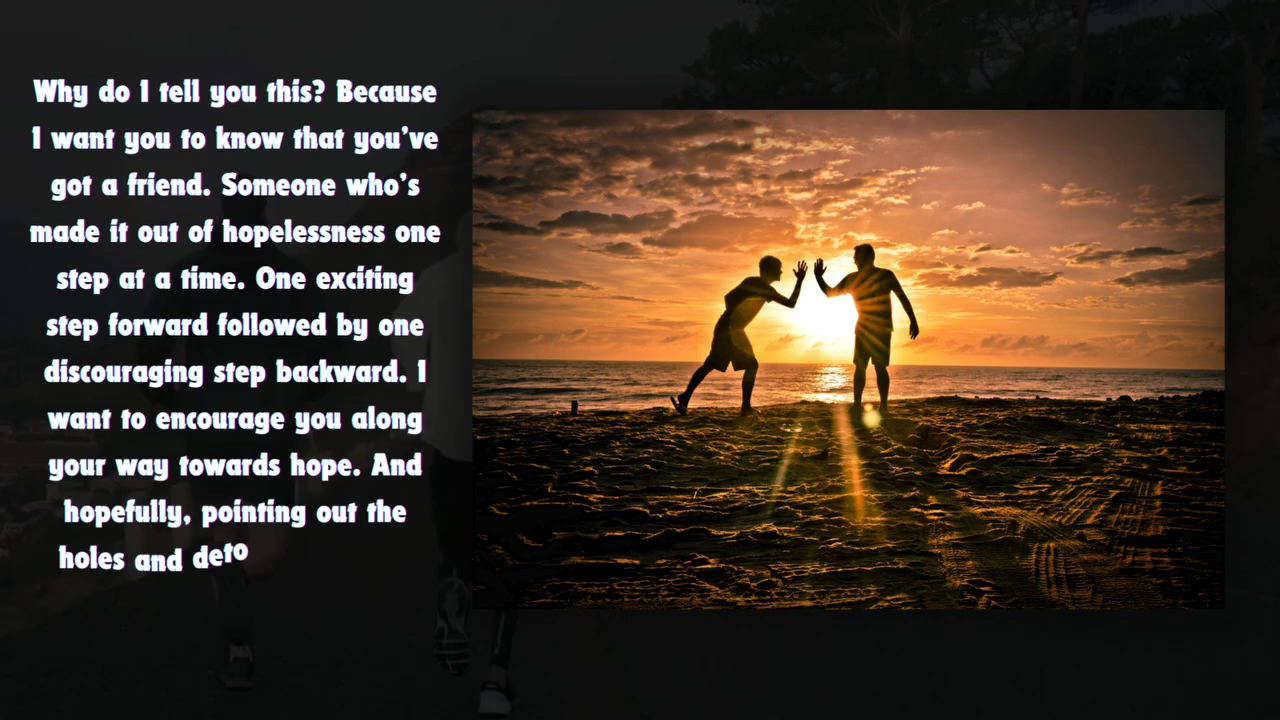 Why do I tell you this? Because
I want you to know that you've
got a friend. Someone who's
made it out of hopelessness one
step at a time. One exciting
step forward followed by one
discouraging step backward. I
want to encourage you along
your way towards hope. And
hopefully, pointing out the
holes and deto